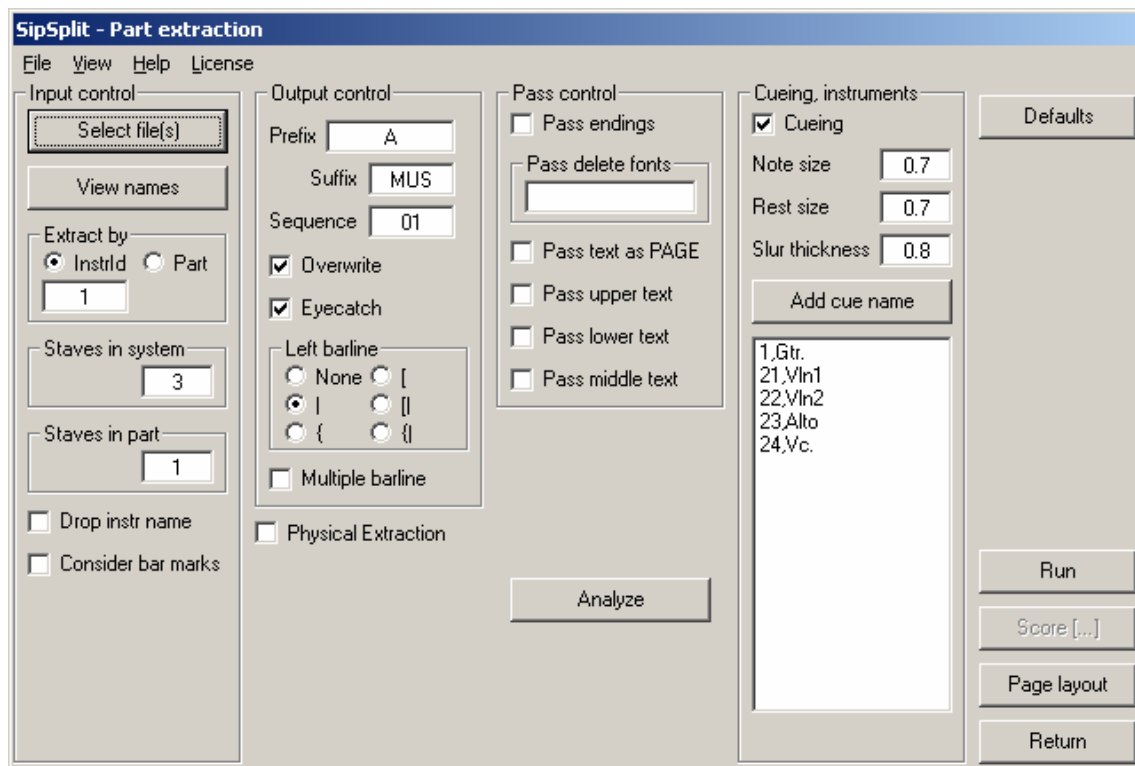 SipSplit - Part extraction
File View Help License
Input control
Select file(s)
View names
Extract by
InstrId Part
1
Staves in system
3
Staves in part
1
Drop instr name
Consider bar marks
Output control
Prefix A
Suffix MUS
Sequence 01
Overwrite
Eyecatch
Left barline
None [
| [|
{ {|
Multiple barline
Physical Extraction
Pass control
Pass endings
Pass delete fonts
Pass text as PAGE
Pass upper text
Pass lower text
Pass middle text
Analyze
Cueing, instruments
Cueing
Note size 0.7
Rest size 0.7
Slur thickness 0.8
Add cue name
1,Gtr.
21,Vln1
22,Vln2
23,Alto
24,Vc.
Defaults
Run
Score [...]
Page layout
Return